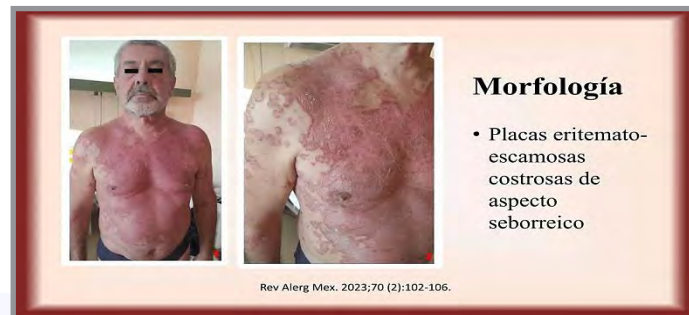 Morfología
• Placas eritemato-
escamosas
costrosas de
aspecto
seborreico
Rev Alerg Mex. 2023;70 (2):102-106.